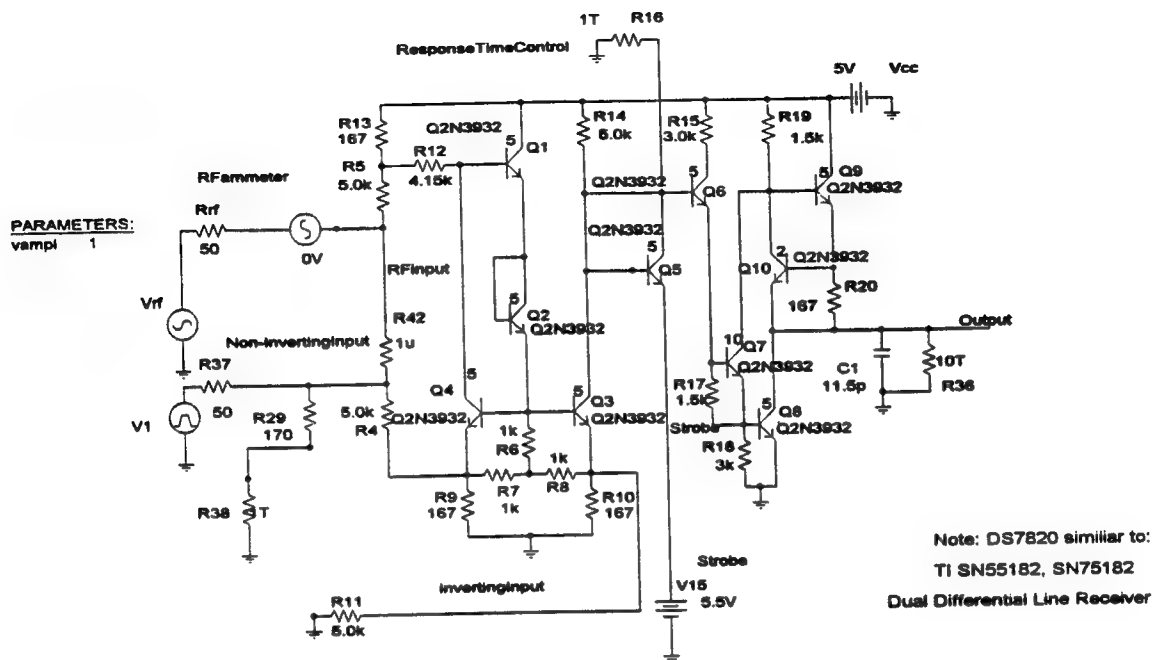 1T
R16
ResponseTimeControl
5V
Vcc
R13
167
Q2N3932
5
Q1
R14
5.0k
R15
3.0k
R19
1.5k
R12
4.15k
R5
5.0k
RFammeter
Q2N3932
5
Q6
5
Q9
Q2N3932
PARAMETERS:
vampl 1
Rrf
50
0V
Q2N3932
5
Q5
2
Q2N3932
Q10
RFinput
R20
167
Vrf
R42
1u
5
Q2
Q2N3932
Output
Non-invertingInput
R37
50
10
Q7
Q2N3932
C1
11.5p
10T
R36
V1
R29
170
5.0k
R4
Q4
5
Q2N3932
5
Q3
Q2N3932
R17
1.5k
5
Q8
Q2N3932
Strobe
1k
R6
1k
R8
R18
3k
R7
1k
R9
167
R10
167
R38
1T
Note: DS7820 similiar to:
TI SN55182, SN75182
Dual Differential Line Receiver
Strobe
V15
5.5V
invertingInput
R11
5.0k